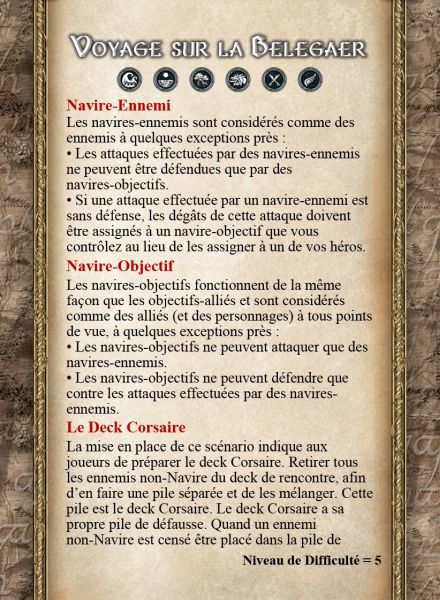 Voyage sur la Belegaer
Navire-Ennemi
Les navires-ennemis sont considérés comme des
ennemis à quelques exceptions près :
• Les attaques effectuées par des navires-ennemis
ne peuvent être défendues que par des
navires-objectifs.
• Si une attaque effectuée par un navire-ennemi est
sans défense, les dégâts de cette attaque doivent
être assignés à un navire-objectif que vous
contrôlez au lieu de les assigner à un de vos héros.
Navire-Objectif
Les navires-objectifs fonctionnent de la même
façon que les objectifs-alliés et sont considérés
comme des alliés (et des personnages) à tous points
de vue, à quelques exceptions près :
• Les navires-objectifs ne peuvent attaquer que des
navires-ennemis.
• Les navires-objectifs ne peuvent défendre que
contre les attaques effectuées par des navires-
ennemis.
Le Deck Corsaire
La mise en place de ce scénario indique aux
joueurs de préparer le deck Corsaire. Retirer tous
les ennemis non-Navire du deck de rencontre, afin
d'en faire une pile séparée et de les mélanger. Cette
pile est le deck Corsaire. Le deck Corsaire a sa
propre pile de défausse. Quand un ennemi
non-Navire est censé être placé dans la pile de
Niveau de Difficulté = 5